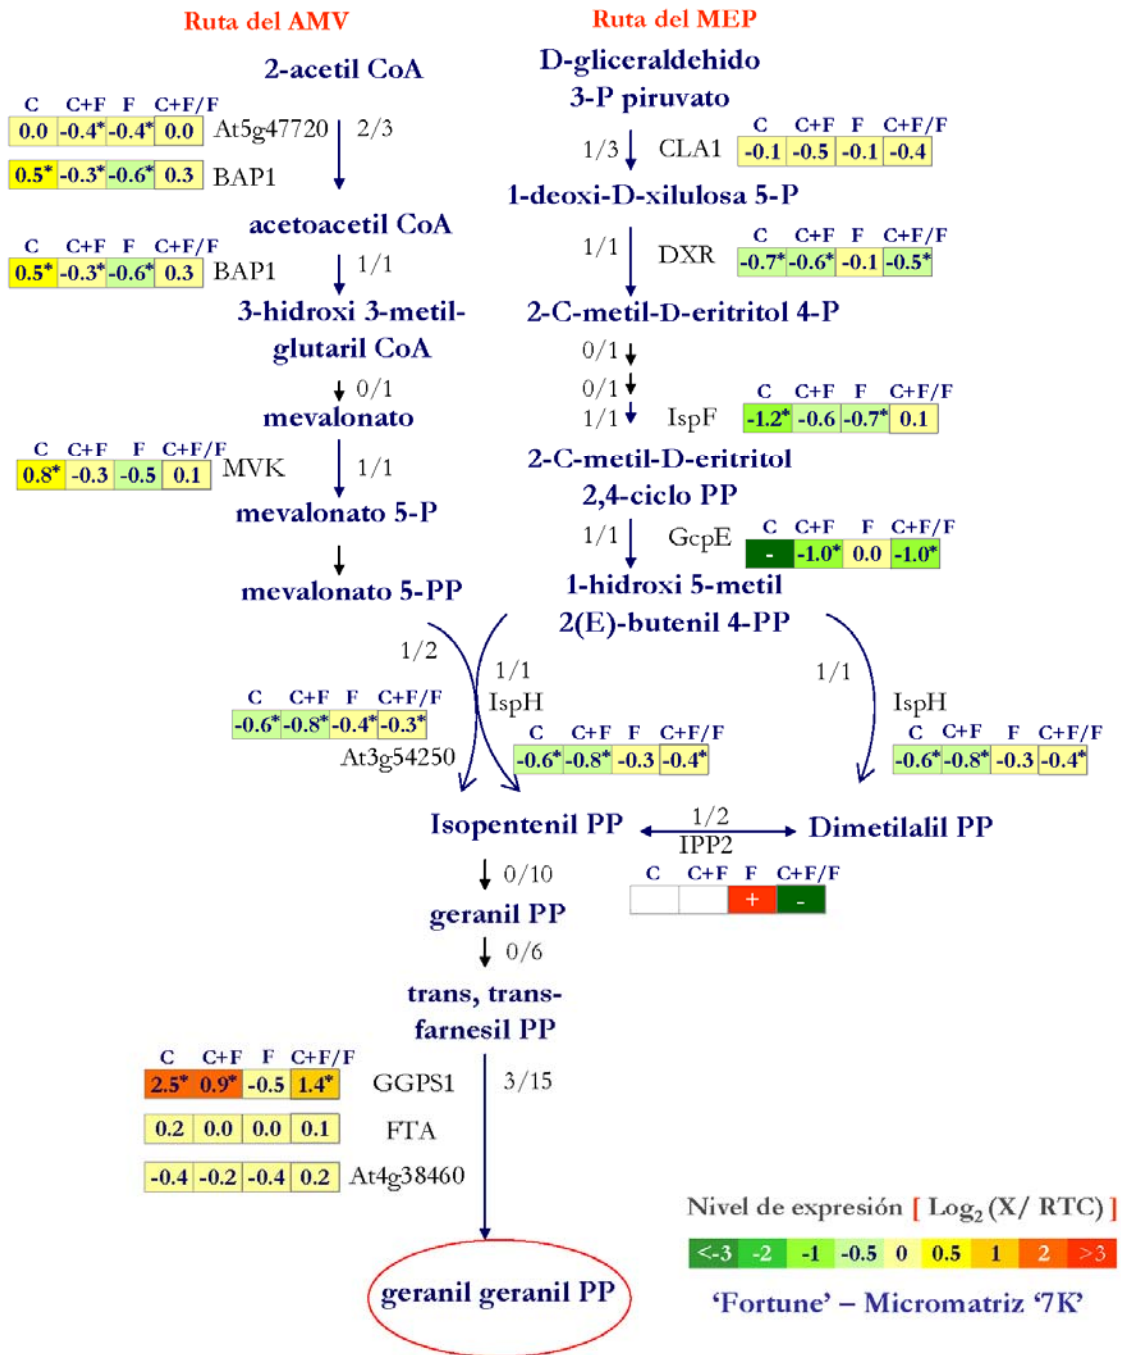 Ruta del AMV
Ruta del MEP
2-acetil CoA
D-gliceraldehido
3-P piruvato
C C+F F C+F/F
0.0 -0.4* -0.4* 0.0 At5g47720 2/3
0.5* -0.3* -0.6* 0.3 BAP1
C C+F F C+F/F
1/3 CLA1 -0.1 -0.5 -0.1 -0.4
1-deoxi-D-xilulosa 5-P
acetoacetil CoA
C C+F F C+F/F
0.5* -0.3* -0.6* 0.3 BAP1 1/1
C C+F F C+F/F
1/1 DXR -0.7* -0.6* -0.1 -0.5*
3-hidroxi 3-metil-
glutaril CoA
2-C-metil-D-eritritol 4-P
0/1
0/1
0/1
mevalonato
C C+F F C+F/F
1/1 IspF -1.2* -0.6 -0.7* 0.1
C C+F F C+F/F
0.8* -0.3 -0.5 0.1 MVK 1/1
2-C-metil-D-eritritol
2,4-ciclo PP
mevalonato 5-P
C C+F F C+F/F
1/1 GcpE - -1.0* 0.0 -1.0*
mevalonato 5-PP
1-hidroxi 5-metil
2(E)-butenil 4-PP
1/2
1/1
1/1
C C+F F C+F/F
-0.6* -0.8* -0.4* -0.3*
At3g54250
IspH
C C+F F C+F/F
-0.6* -0.8* -0.3 -0.4*
IspH
C C+F F C+F/F
-0.6* -0.8* -0.3 -0.4*
Isopentenil PP
1/2
IPP2
Dimetilalil PP
C C+F F C+F/F
+ -
0/10
geranil PP
0/6
trans, trans-
farnesil PP
C C+F F C+F/F
2.5* 0.9* -0.5 1.4* GGPS1 3/15
0.2 0.0 0.0 0.1 FTA
-0.4 -0.2 -0.4 0.2 At4g38460
geranil geranil PP
Nivel de expresión [ Log₂ (X/ RTC) ]
<-3 -2 -1 -0.5 0 0.5 1 2 >3
‘Fortune’ – Micromatriz ‘7K’